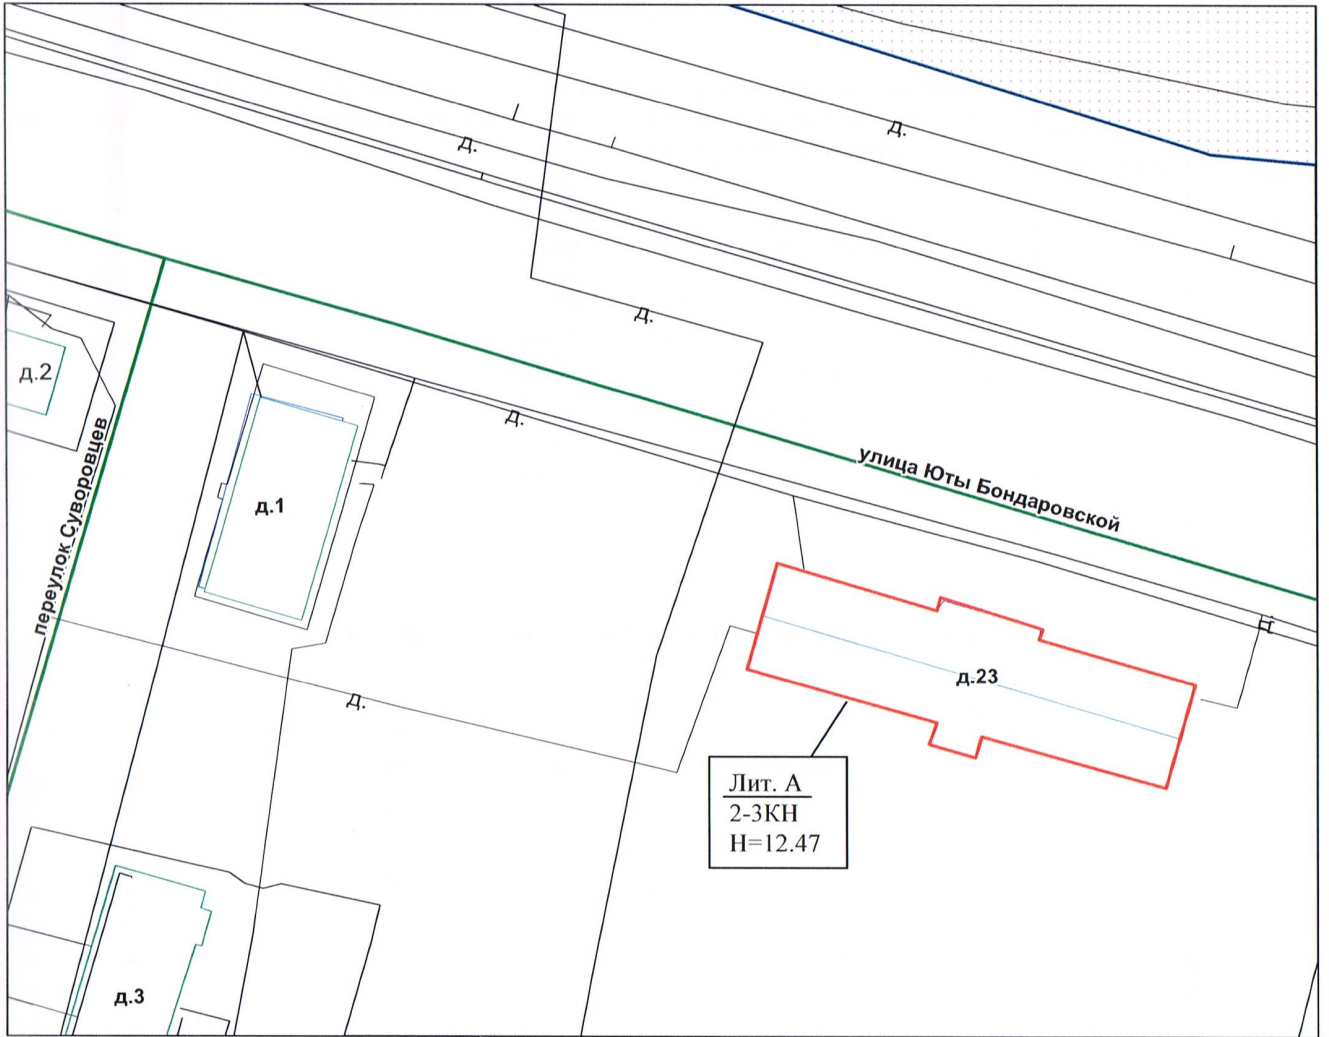 д.
д.
д.
д.2
д.
переулок Суворовцев
д.1
улица Юты Бондаровской
д.
д.23
Лит. А
2-3КН
Н=12.47
д.3